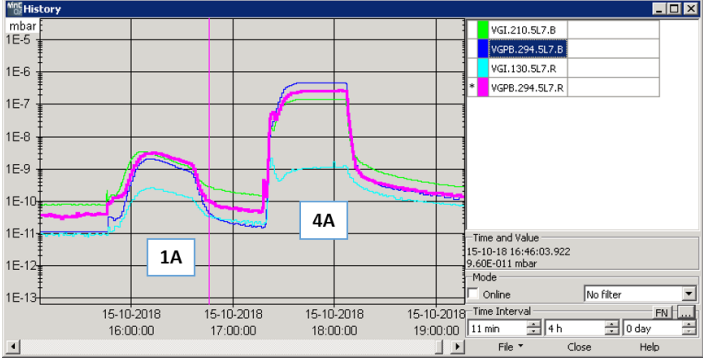 History
mbar
1E-5
1E-6
1E-7
1E-8
1E-9
1E-10
1E-11
1E-12
1E-13
1A
4A
15-10-2018 15-10-2018 15-10-2018 15-10-2018
16:00:00 17:00:00 18:00:00 19:00:00
VGI.210.5L7.B
VGPB.294.5L7.B
VGI.130.5L7.R
* VGPB.294.5L7.R
Time and Value
15-10-18 16:46:03.922
9.60E-011 mbar
Mode
Online No filter
Time Interval FN ...
11 min 4 h 0 day
File Close Help